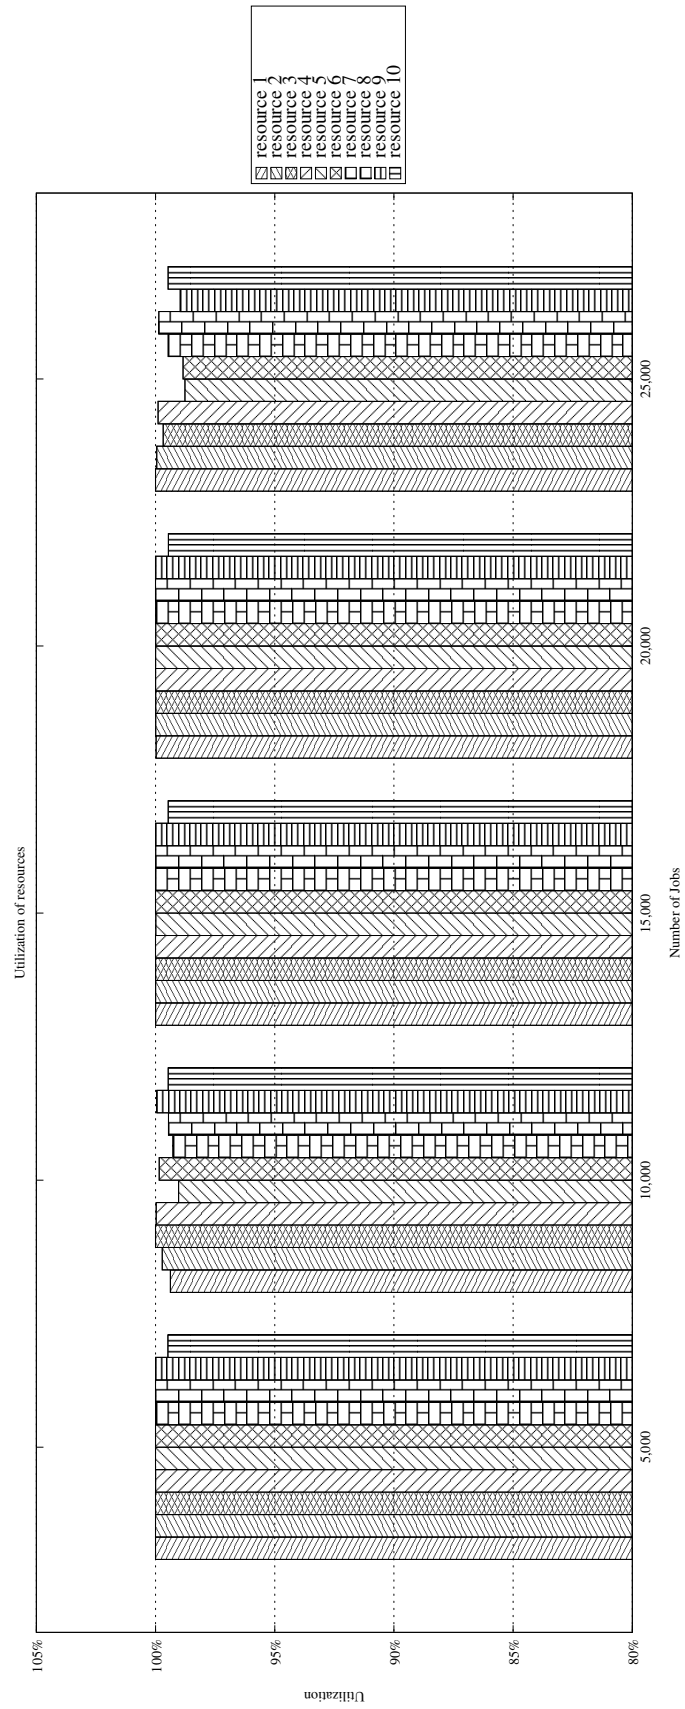 Utilization of resources
105%
100%
95%
90%
85%
80%
Utilization
5,000
10,000
15,000
20,000
25,000
Number of Jobs
resource 1
resource 2
resource 3
resource 4
resource 5
resource 6
resource 7
resource 8
resource 9
resource 10